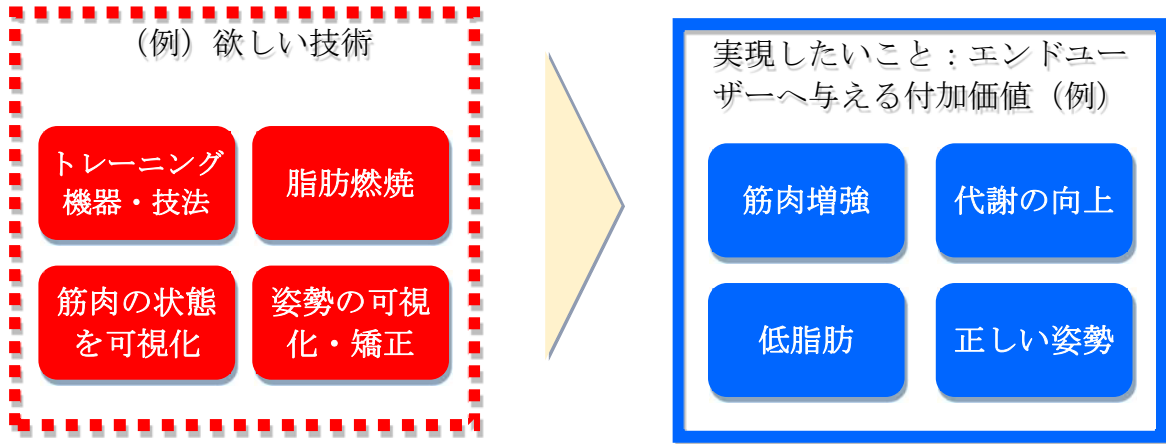 （例）欲しい技術
トレーニング
機器・技法
脂肪燃焼
筋肉の状態
を可視化
姿勢の可視
化・矯正
実現したいこと：エンドユー
ザーへ与える付加価値（例）
筋肉増強
代謝の向上
低脂肪
正しい姿勢